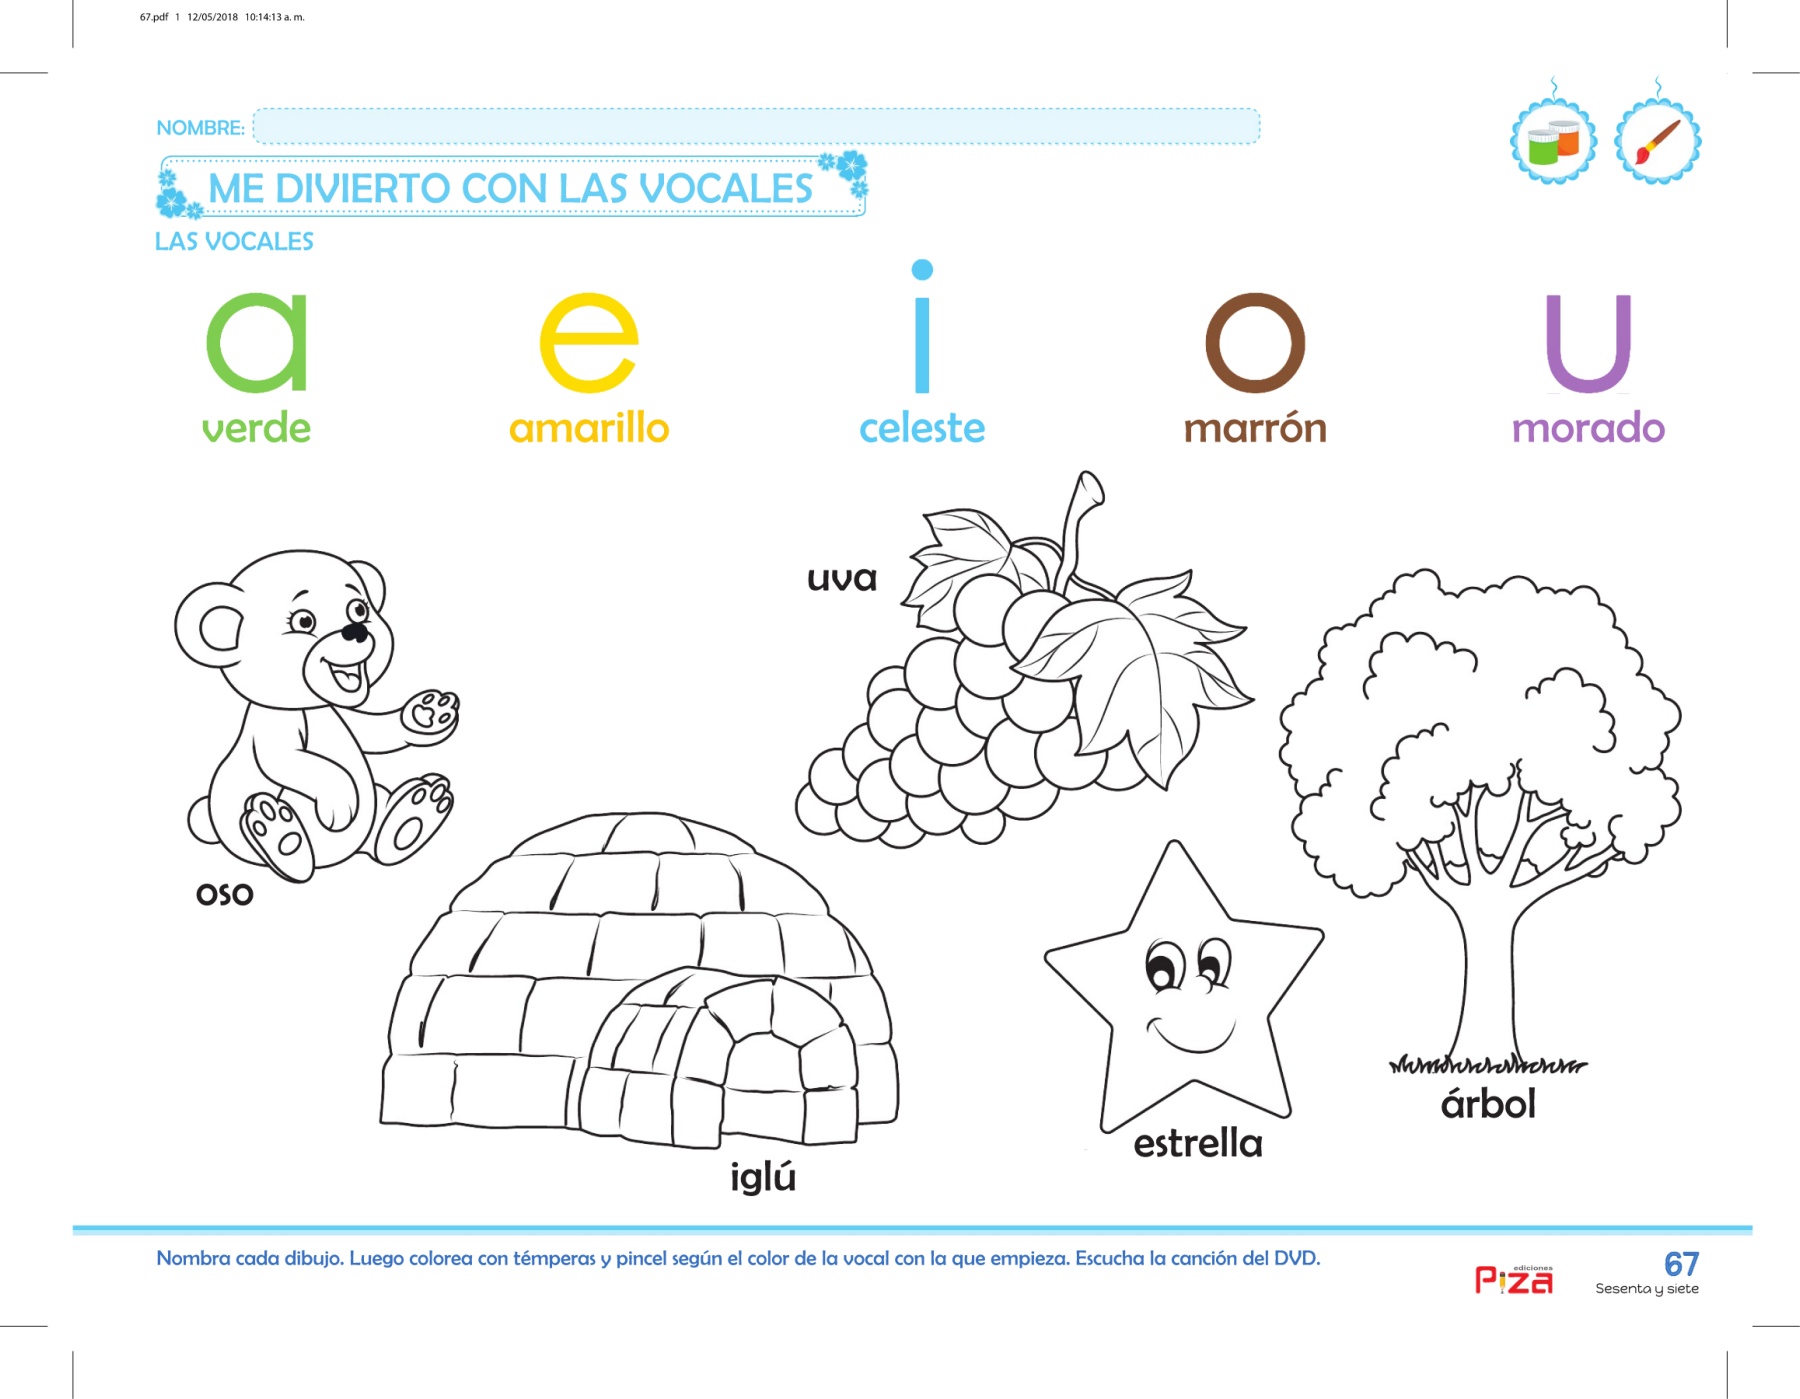 67.pdf 1 12/05/2018 10:14:13 a. m.
NOMBRE:
ME DIVIERTO CON LAS VOCALES
LAS VOCALES
a e i o u
verde amarillo celeste marrón morado
uva
oso
árbol
estrella
iglú
Nombra cada dibujo. Luego colorea con témperas y pincel según el color de la vocal con la que empieza. Escucha la canción del DVD.
ediciones
Piza
67
Sesenta y siete